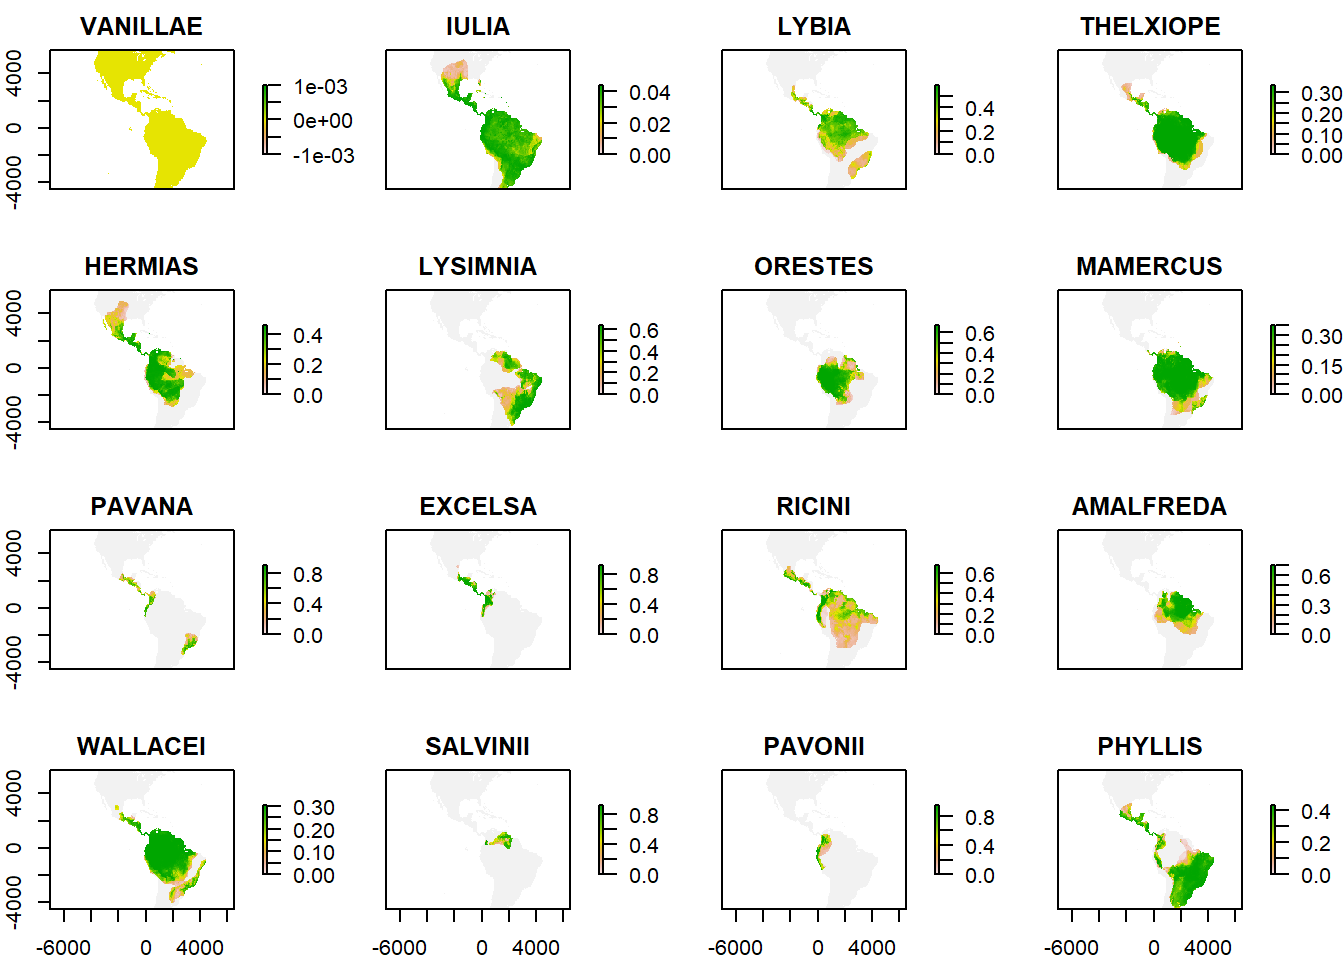 VANILLAE IULIA LYBIA THELXIOPE
4000 0 -4000
1e-03 0e+00 -1e-03
0.04 0.02 0.00
0.4 0.2 0.0
0.30 0.20 0.10 0.00
HERMIAS LYSIMNIA ORESTES MAMERCUS
4000 0 -4000
0.4 0.2 0.0
0.6 0.4 0.2 0.0
0.6 0.4 0.2 0.0
0.30 0.15 0.00
PAVANA EXCELSA RICINI AMALFREDA
4000 0 -4000
0.8 0.4 0.0
0.8 0.4 0.0
0.6 0.4 0.2 0.0
0.6 0.3 0.0
WALLACEI SALVINII PAVONII PHYLLIS
4000 0 -4000
0.30 0.20 0.10 0.00
0.8 0.4 0.0
0.8 0.4 0.0
0.4 0.2 0.0
-6000 0 4000 -6000 0 4000 -6000 0 4000 -6000 0 4000